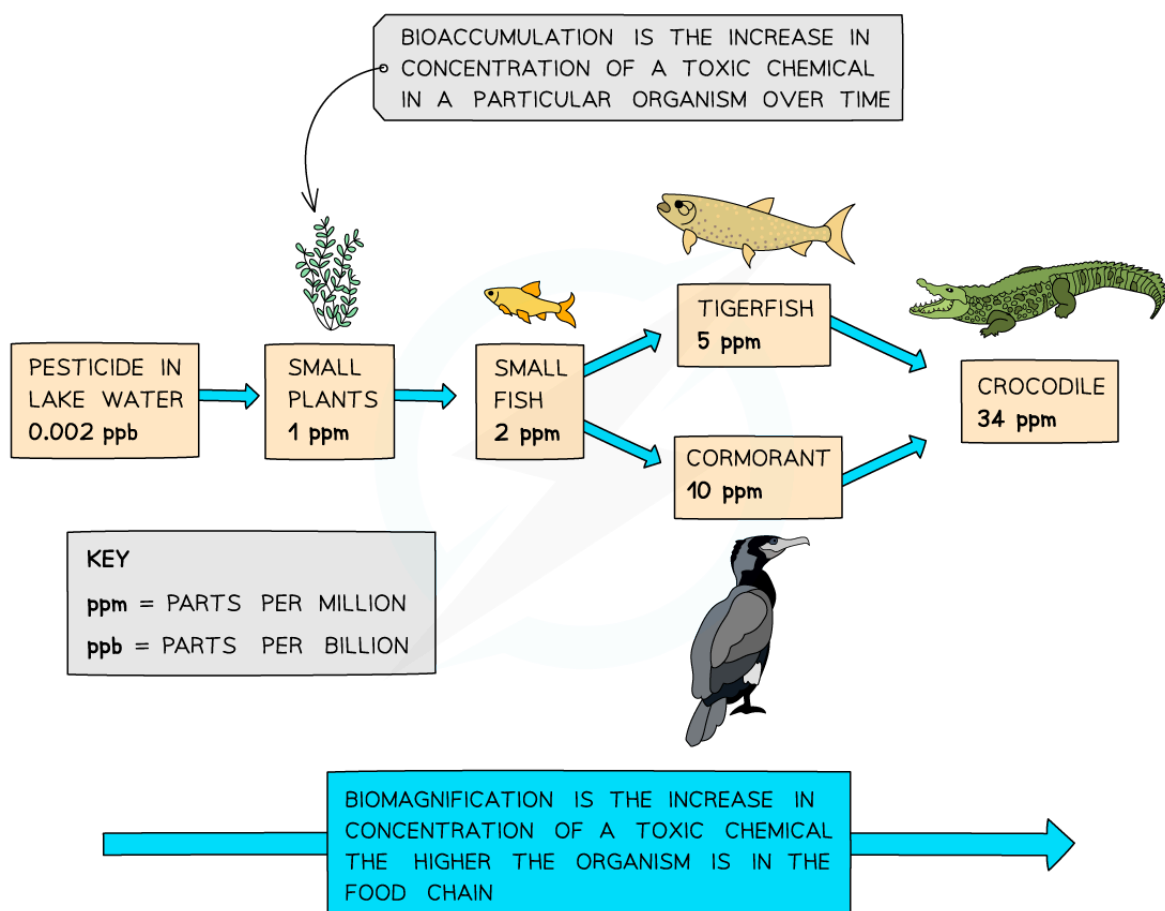 BIOACCUMULATION IS THE INCREASE IN
CONCENTRATION OF A TOXIC CHEMICAL
IN A PARTICULAR ORGANISM OVER TIME
PESTICIDE IN
LAKE WATER
0.002 ppb
SMALL
PLANTS
1 ppm
SMALL
FISH
2 ppm
TIGERFISH
5 ppm
CORMORANT
10 ppm
CROCODILE
34 ppm
KEY
ppm = PARTS PER MILLION
ppb = PARTS PER BILLION
BIOMAGNIFICATION IS THE INCREASE IN
CONCENTRATION OF A TOXIC CHEMICAL
THE HIGHER THE ORGANISM IS IN THE
FOOD CHAIN